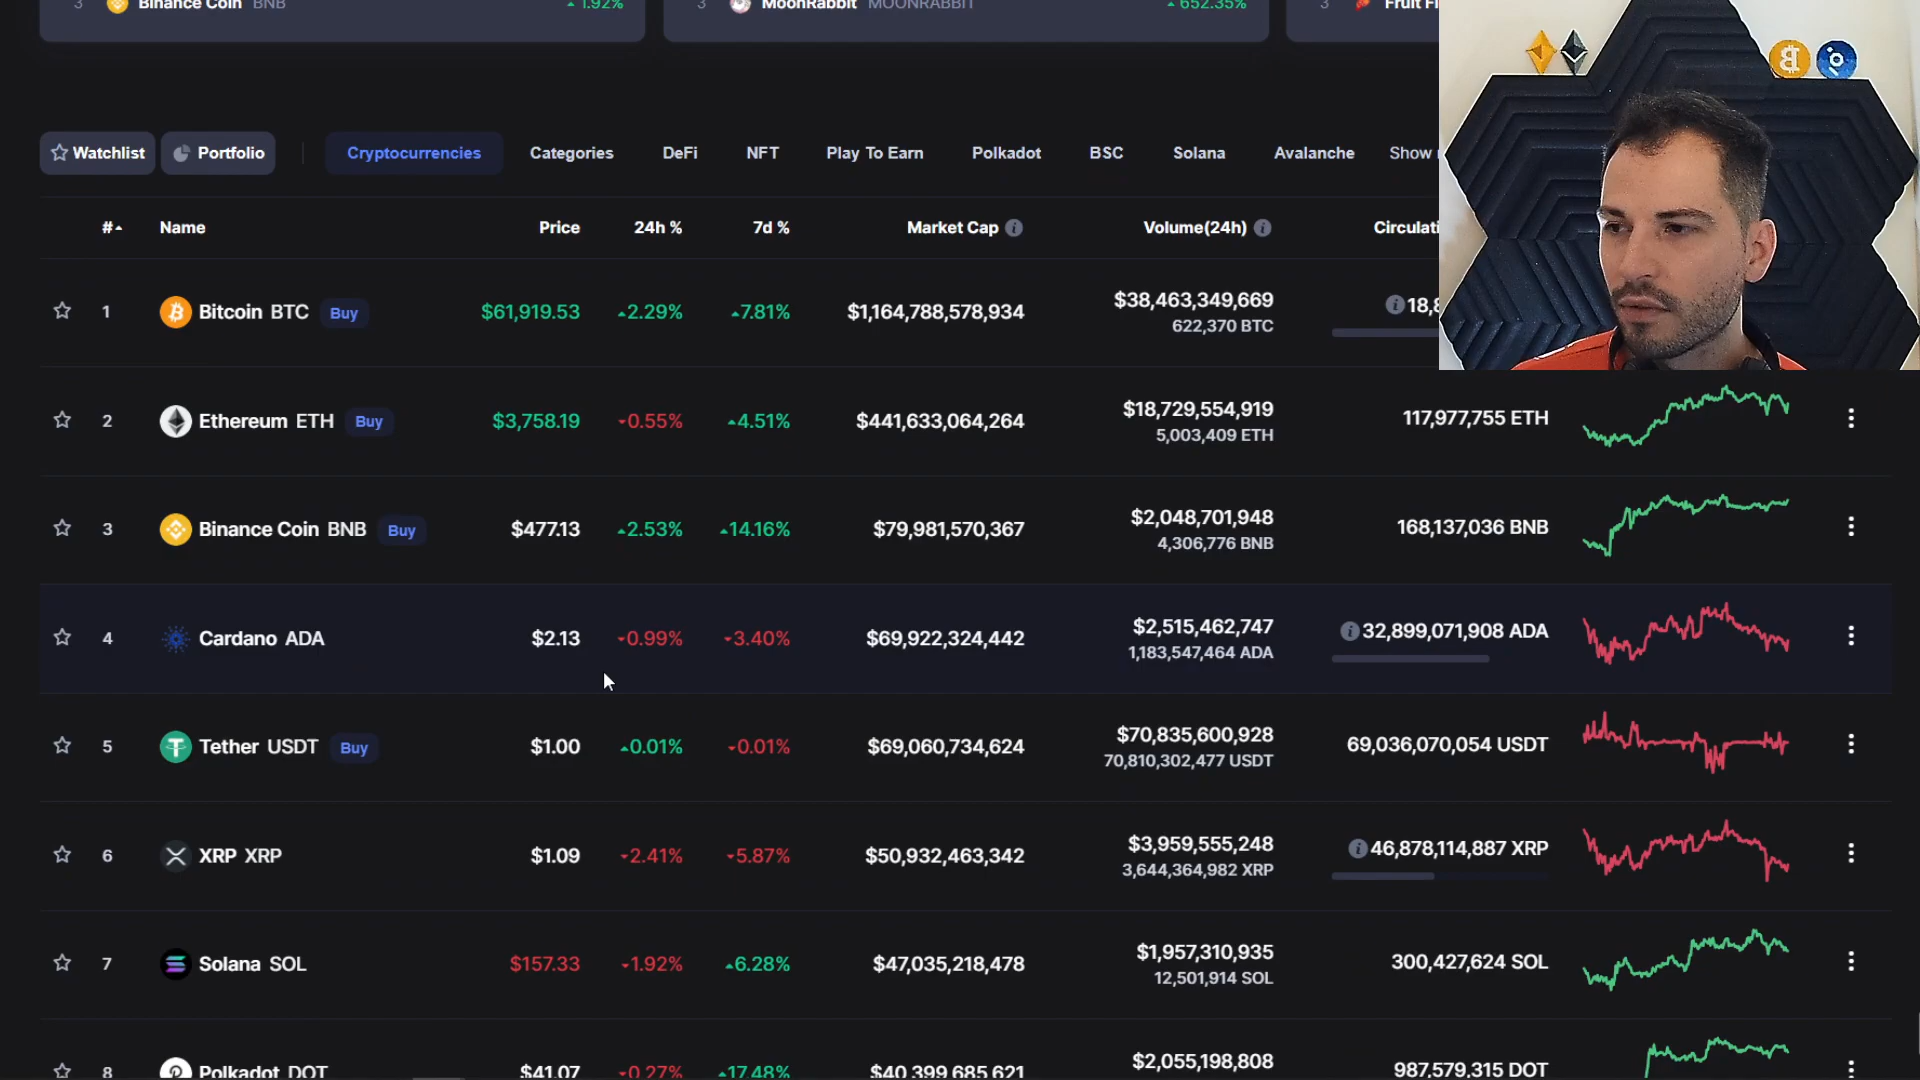 3 Binance Coin BNB 1.92%
3 MoonRabbit MOONRABBIT 652.35%
3 Fruit
Watchlist Portfolio Cryptocurrencies Categories DeFi NFT Play To Earn Polkadot BSC Solana Avalanche Show
# Name Price 24h % 7d % Market Cap Volume(24h) Circulati
1 Bitcoin BTC Buy $61,919.53 2.29% 7.81% $1,164,788,578,934 $38,463,349,669 18,8
622,370 BTC
2 Ethereum ETH Buy $3,758.19 0.55% 4.51% $441,633,064,264 $18,729,554,919 117,977,755 ETH
5,003,409 ETH
3 Binance Coin BNB Buy $477.13 2.53% 14.16% $79,981,570,367 $2,048,701,948 168,137,036 BNB
4,306,776 BNB
4 Cardano ADA $2.13 0.99% 3.40% $69,922,324,442 $2,515,462,747 32,899,071,908 ADA
1,183,547,464 ADA
5 Tether USDT Buy $1.00 0.01% 0.01% $69,060,734,624 $70,835,600,928 69,036,070,054 USDT
70,810,302,477 USDT
6 XRP XRP $1.09 2.41% 5.87% $50,932,463,342 $3,959,555,248 46,878,114,887 XRP
3,644,364,982 XRP
7 Solana SOL $157.33 1.92% 6.28% $47,035,218,478 $1,957,310,935 300,427,624 SOL
12,501,914 SOL
8 Polkadot DOT $41.07 0.27% 17.48% $40,399,685,621 $2,055,198,808 987,579,315 DOT